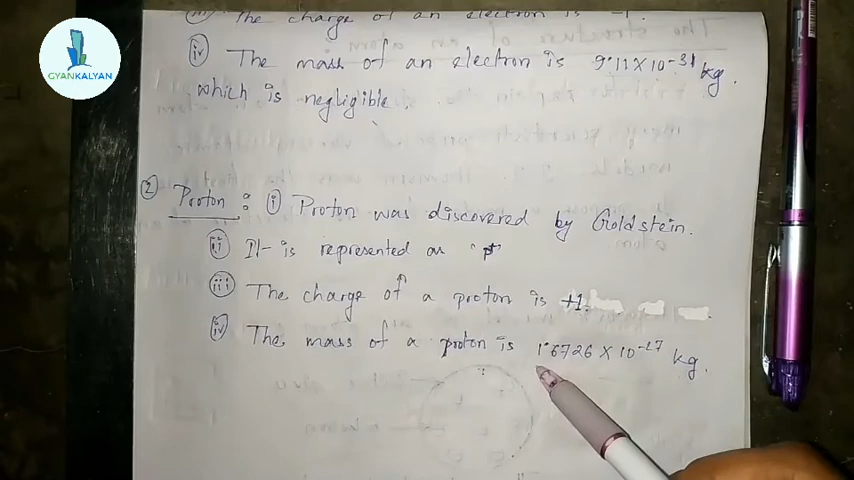 GYANKALYAN
iii The charge of an electron is -1.
iv The mass of an electron is 9.11 x 10^-31 kg.
which is negligible.
2 Proton : i Proton was discovered by Goldstein.
ii It is represented as "p+"
iii The charge of a proton is +1.
iv The mass of a proton is 1.6726 x 10^-27 kg.